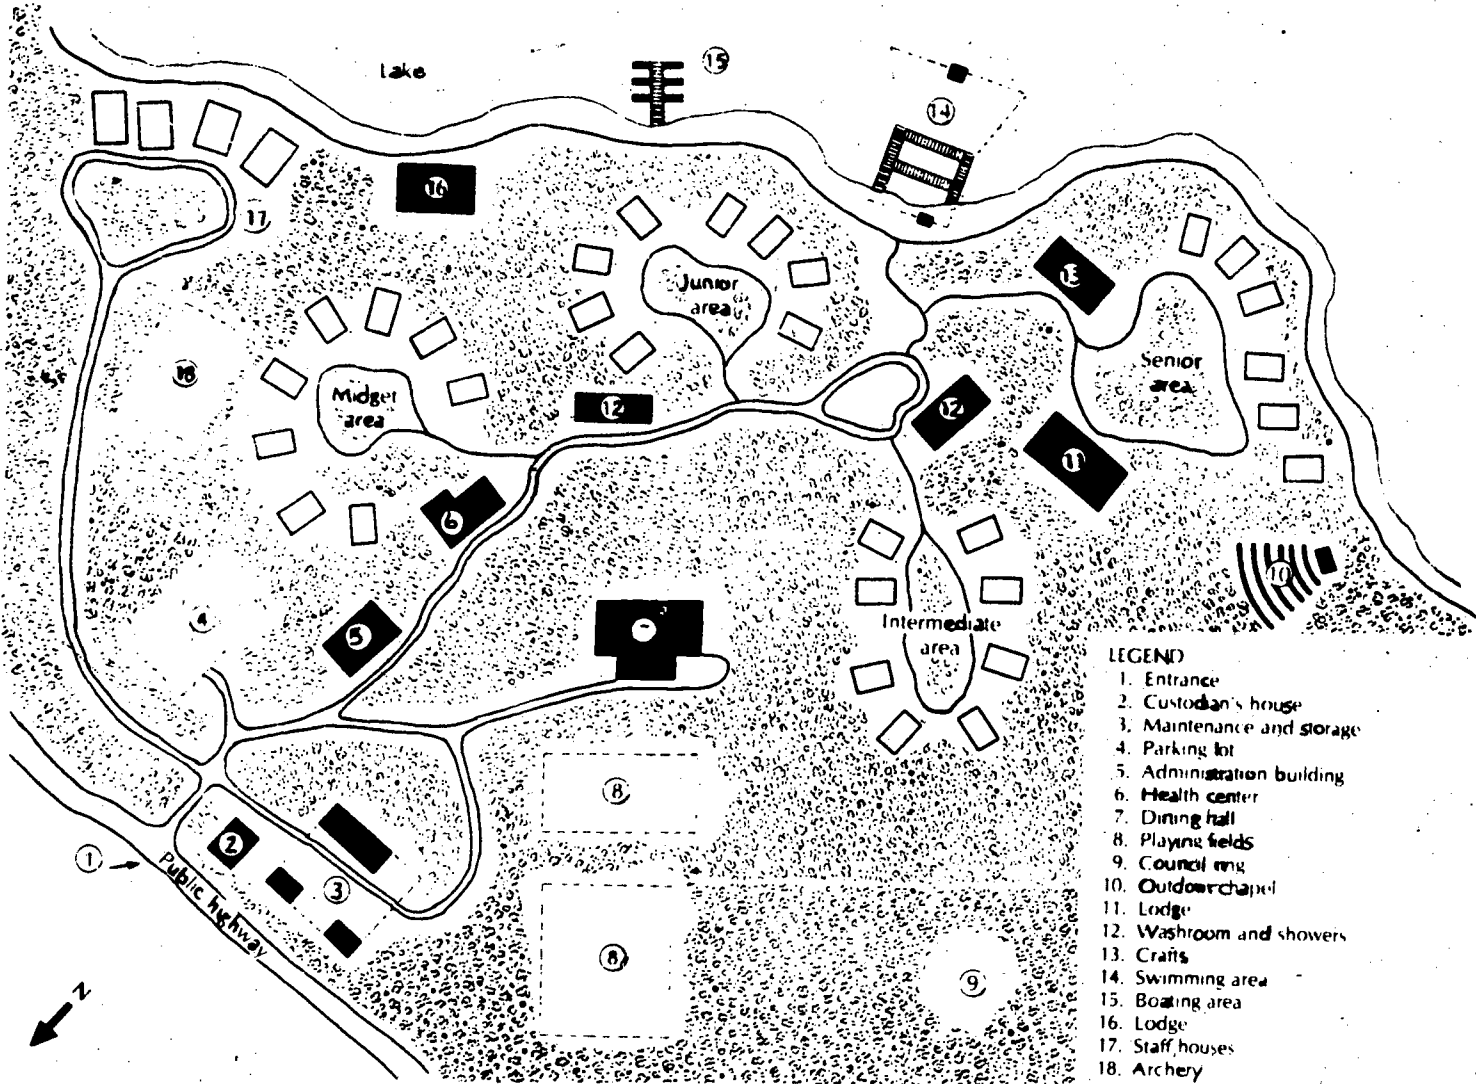 Lake
15
14
16
17
Junior
area
13
Senior
area
18
Midget
area
12
12
11
6
10
4
5
7
Intermediate
area
8
2
3
1
Public highway
8
9
N
LEGEND
1. Entrance
2. Custodian's house
3. Maintenance and storage
4. Parking lot
5. Administration building
6. Health center
7. Dining hall
8. Playing fields
9. Council ring
10. Outdoor chapel
11. Lodge
12. Washroom and showers
13. Crafts
14. Swimming area
15. Boating area
16. Lodge
17. Staff houses
18. Archery